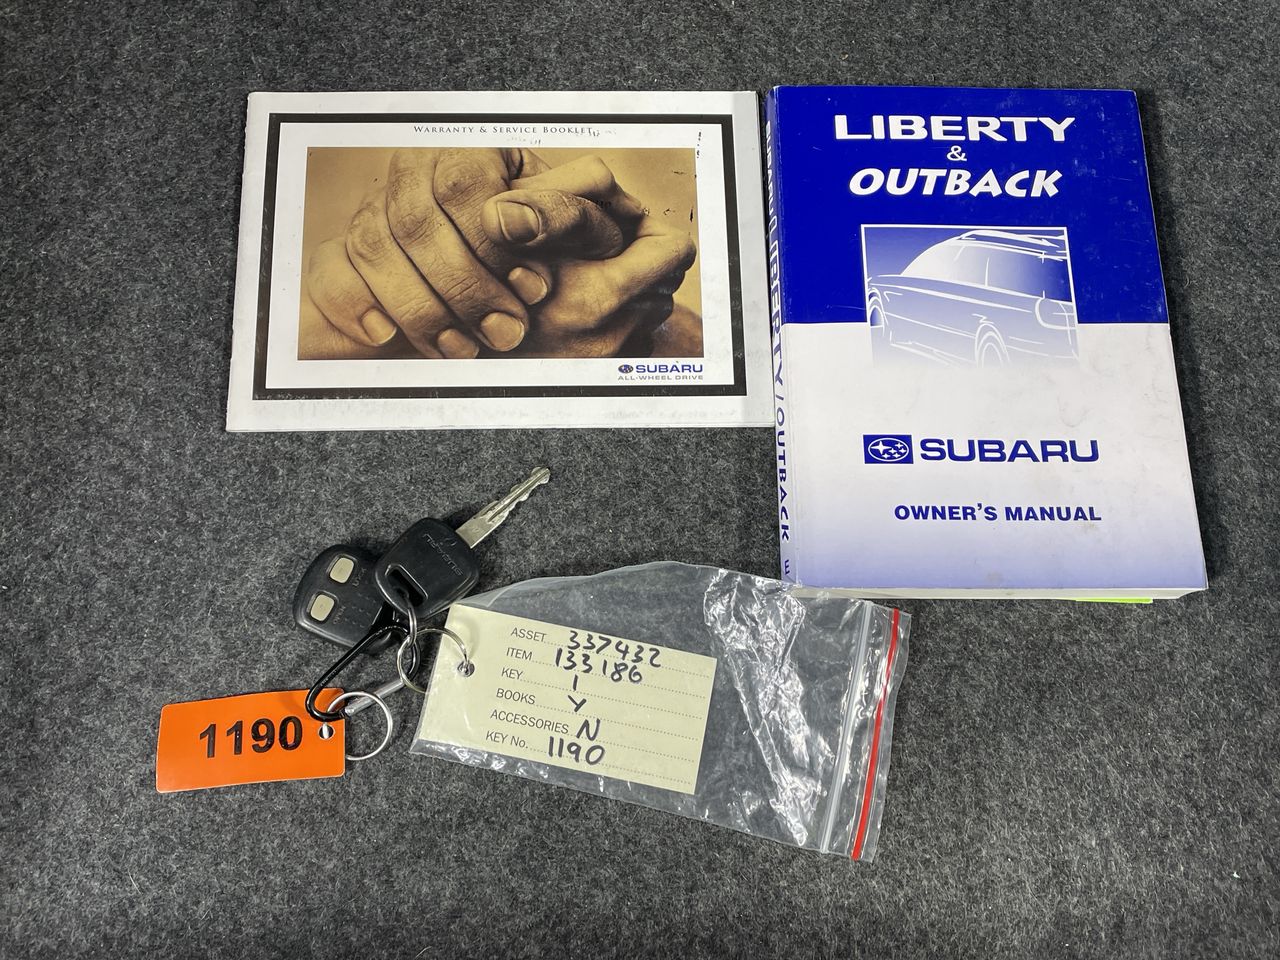 WARRANTY & SERVICE BOOKLET
SUBARU
ALL-WHEEL DRIVE
LIBERTY
&
OUTBACK
SUBARU
OWNER'S MANUAL
LIBERTY/OUTBACK
SUBARU
1190
ASSET 337432
ITEM 133186
KEY 1
BOOKS Y
ACCESSORIES N
KEY No. 1190